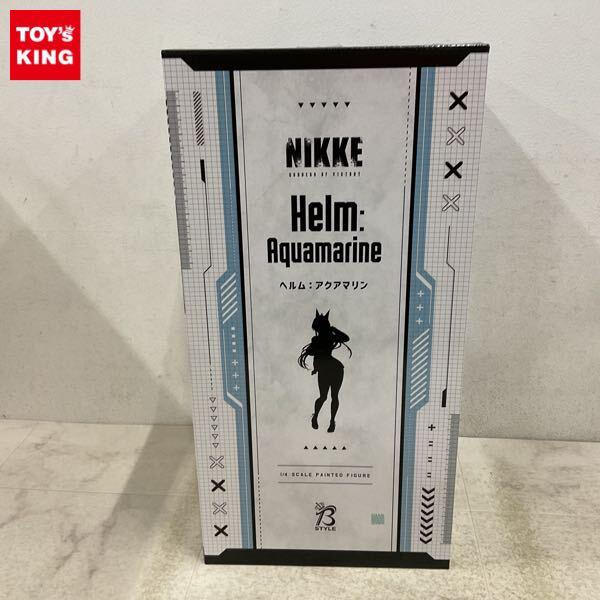 TOY'S
KING
NIKKE
GODDESS OF VICTORY
Helm:
Aquamarine
ヘルム：アクアマリン
1/4 SCALE PAINTED FIGURE
B
STYLE